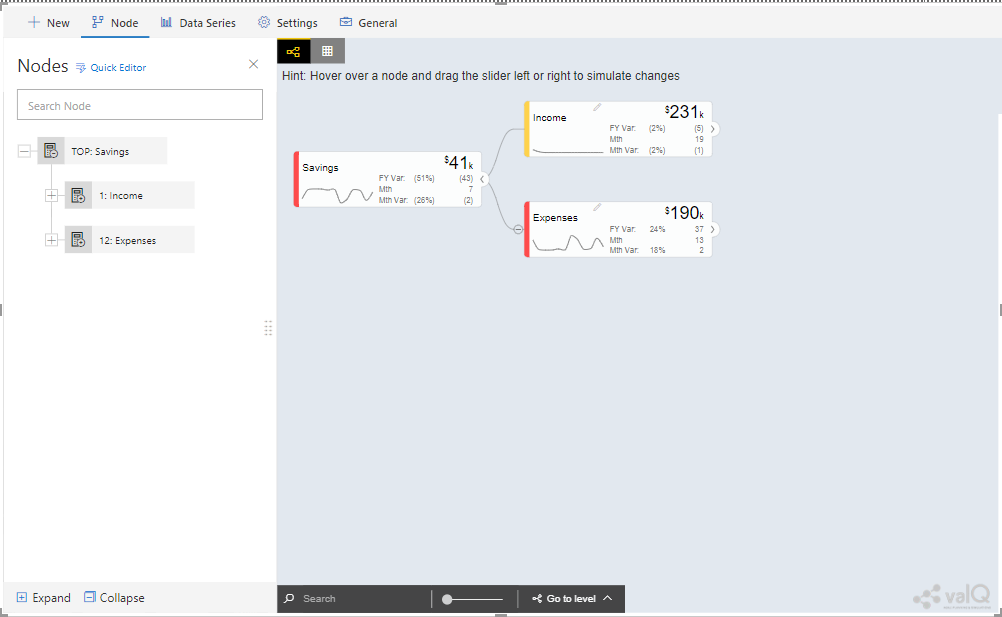 New Node Data Series Settings General
Nodes Quick Editor
Search Node
TOP: Savings
1: Income
12: Expenses
Expand Collapse
Hint: Hover over a node and drag the slider left or right to simulate changes
Savings $41k
FY Var: (51%) (43)
Mth 7
Mth Var: (26%) (2)
Income $231k
FY Var: (2%) (5)
Mth 19
Mth Var: (2%) (1)
Expenses $190k
FY Var: 24% 37
Mth 13
Mth Var: 18% 2
Search Go to level
valQ